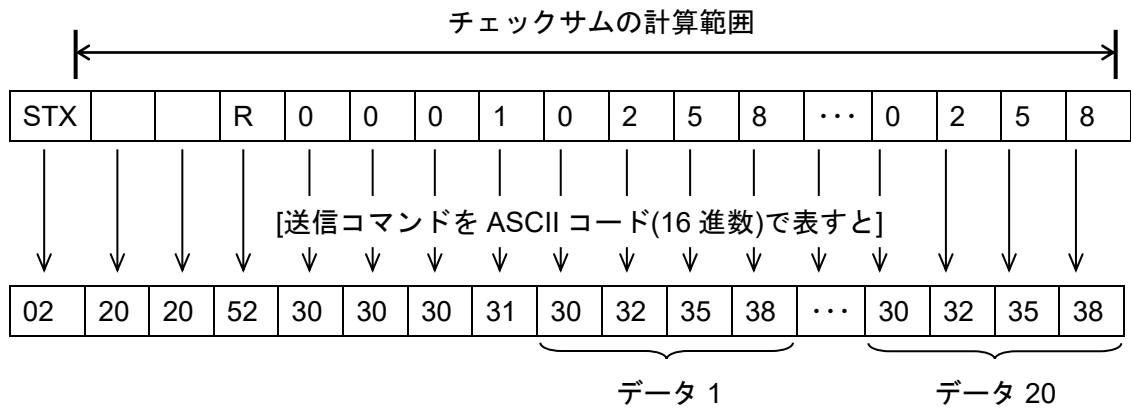 チェックサムの計算範囲
STX R 0 0 0 1 0 2 5 8 ・・・ 0 2 5 8
[送信コマンドを ASCII コード(16 進数)で表すと]
02 20 20 52 30 30 30 31 30 32 35 38 ・・・ 30 32 35 38
データ 1 データ 20